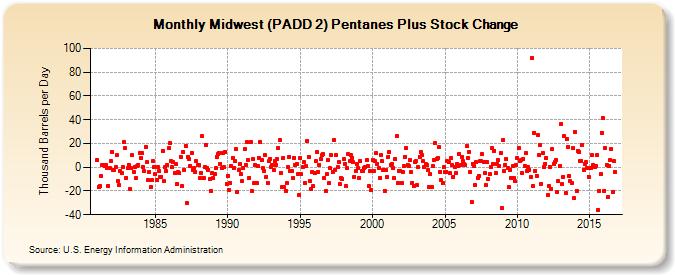 Monthly Midwest (PADD 2) Pentanes Plus Stock Change
Thousand Barrels per Day
100
80
60
40
20
0
-20
-40
1985 1990 1995 2000 2005 2010 2015
Source: U.S. Energy Information Administration